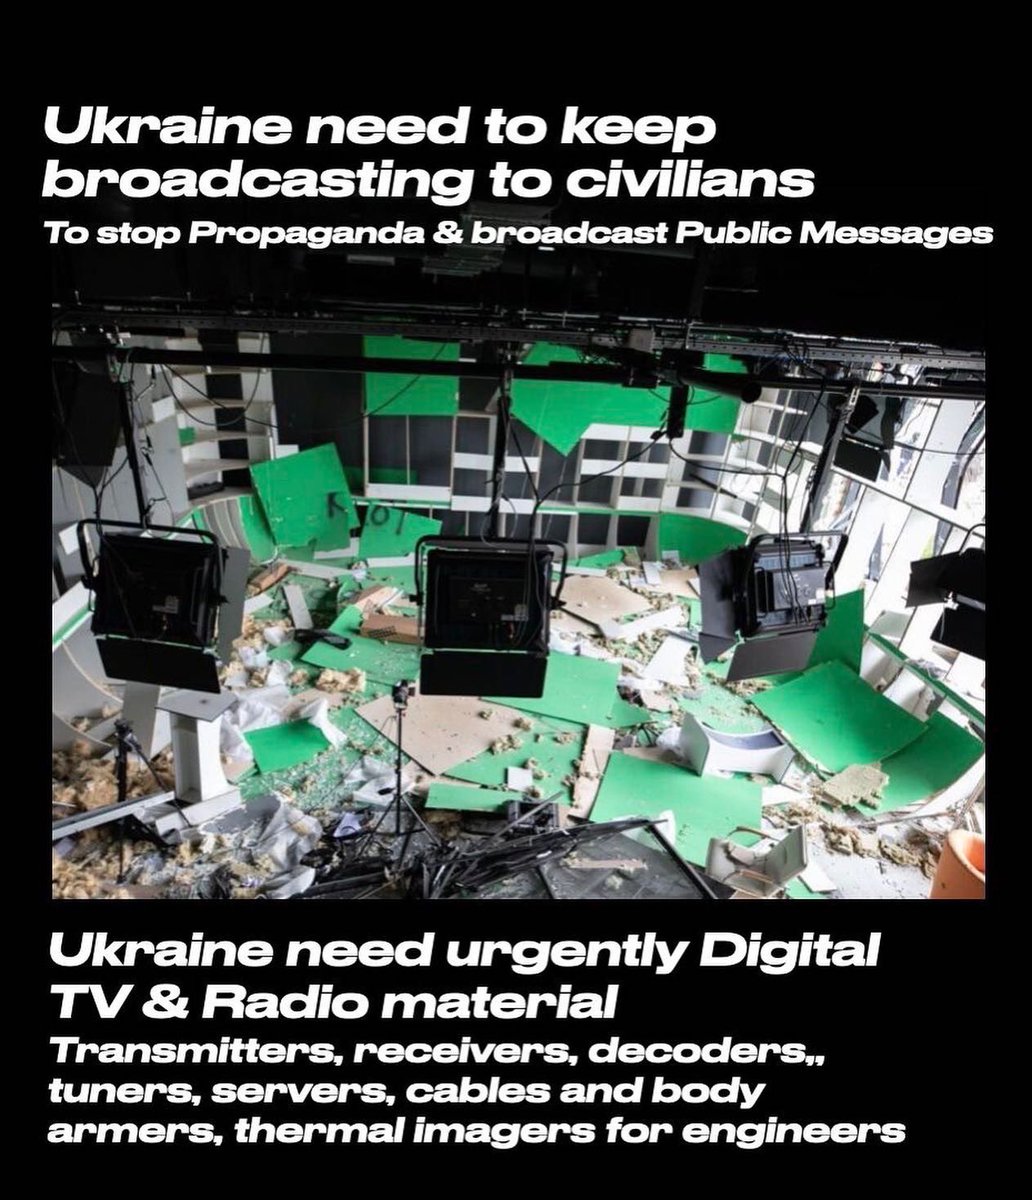 Ukraine need to keep
broadcasting to civilians
To stop Propaganda & broadcast Public Messages
Ukraine need urgently Digital
TV & Radio material
Transmitters, receivers, decoders,,
tuners, servers, cables and body
armers, thermal imagers for engineers